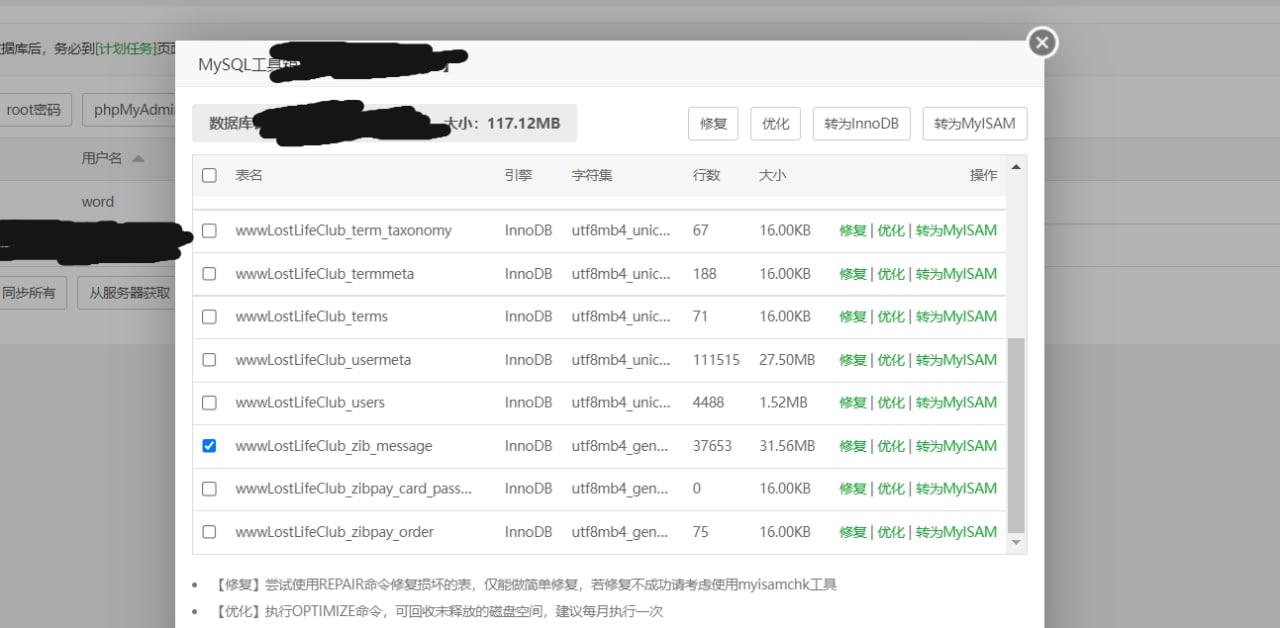 据库后，务必到[计划任务]页面
MySQL工具箱
root密码 phpMyAdmi
数据库 大小：117.12MB 修复 优化 转为InnoDB 转为MyISAM
用户名
表名 引擎 字符集 行数 大小 操作
word
wwwLostLifeClub_term_taxonomy InnoDB utf8mb4_unic... 67 16.00KB 修复 | 优化 | 转为MyISAM
wwwLostLifeClub_termmeta InnoDB utf8mb4_unic... 188 16.00KB 修复 | 优化 | 转为MyISAM
同步所有 从服务器获取
wwwLostLifeClub_terms InnoDB utf8mb4_unic... 71 16.00KB 修复 | 优化 | 转为MyISAM
wwwLostLifeClub_usermeta InnoDB utf8mb4_unic... 111515 27.50MB 修复 | 优化 | 转为MyISAM
wwwLostLifeClub_users InnoDB utf8mb4_unic... 4488 1.52MB 修复 | 优化 | 转为MyISAM
wwwLostLifeClub_zib_message InnoDB utf8mb4_gen... 37653 31.56MB 修复 | 优化 | 转为MyISAM
wwwLostLifeClub_zibpay_card_pass... InnoDB utf8mb4_gen... 0 16.00KB 修复 | 优化 | 转为MyISAM
wwwLostLifeClub_zibpay_order InnoDB utf8mb4_gen... 75 16.00KB 修复 | 优化 | 转为MyISAM
【修复】尝试使用REPAIR命令修复损坏的表，仅能做简单修复，若修复不成功请考虑使用myisamchk工具
【优化】执行OPTIMIZE命令，可回收未释放的磁盘空间，建议每月执行一次